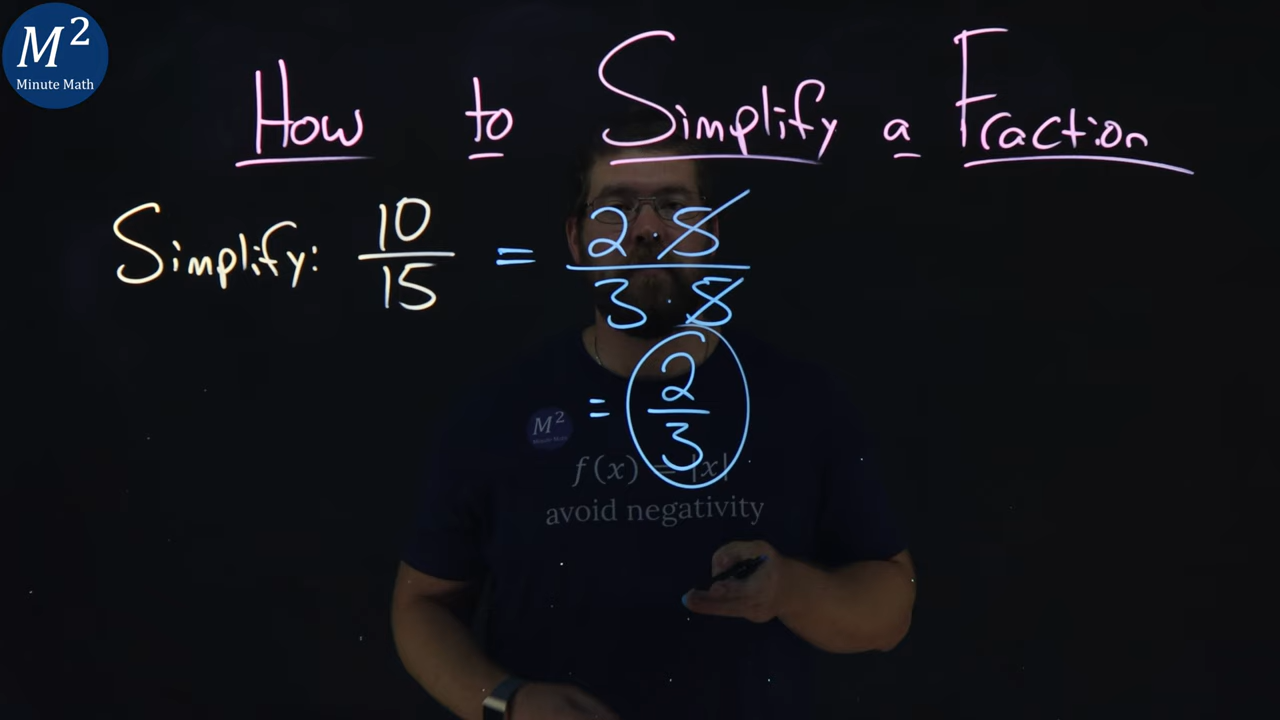 M²
Minute Math
How to Simplify a Fraction
Simplify: 10/15 = 2·5/3·5
= 2/3
M²
Minute Math
f(x) = |x|
avoid negativity